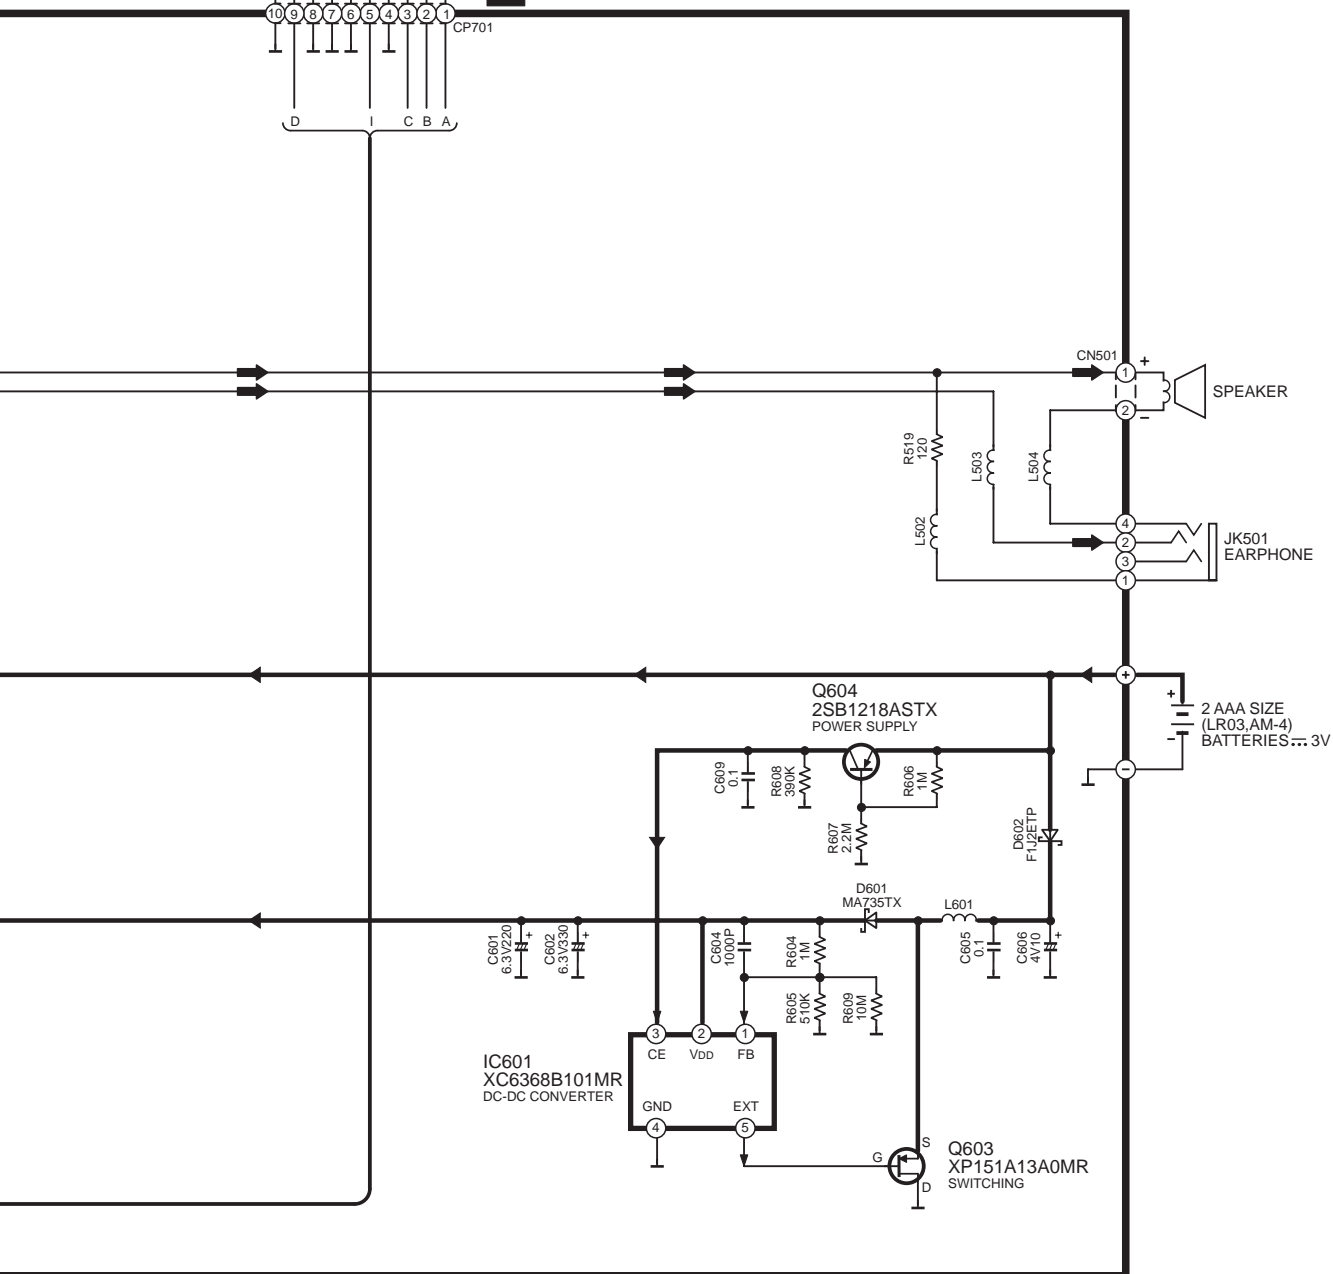 10 9 8 7 6 5 4 3 2 1
CP701
D I C B A
CN501
+
1
SPEAKER
2
−
R519
120
L503
L504
L502
4
2
3
1
JK501
EARPHONE
+
+
2 AAA SIZE
(LR03,AM-4)
BATTERIES 3V
−
−
Q604
2SB1218ASTX
POWER SUPPLY
C609
0.1
R608
390K
R606
1M
R607
2.2M
D602
F1J2ETP
D601
MA735TX
L601
C601
6.3V220
+
C602
6.3V330
+
C604
1000P
R604
1M
C605
0.1
C606
4V10
+
R605
510K
R609
10M
3 2 1
CE VDD FB
IC601
XC6368B101MR
DC-DC CONVERTER
GND EXT
4 5
G
S
D
Q603
XP151A13A0MR
SWITCHING